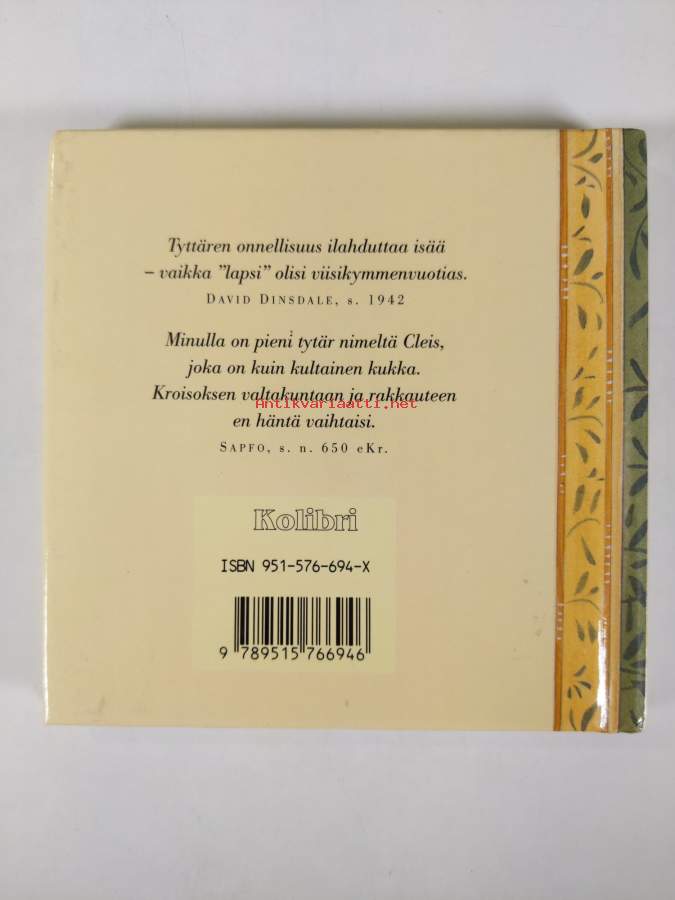 Tyttären onnellisuus ilahduttaa isää
– vaikka ”lapsi” olisi viisikymmenvuotias.
DAVID DINSDALE, S. 1942
Minulla on pieni tytär nimeltä Cleis,
joka on kuin kultainen kukka.
Kroisoksen valtakuntaan ja rakkauteen
Antikvariaatti.net
en häntä vaihtaisi.
SAPFO, S. N. 650 eKr.
Kolibri
ISBN 951-576-694-X
9 789515 766946